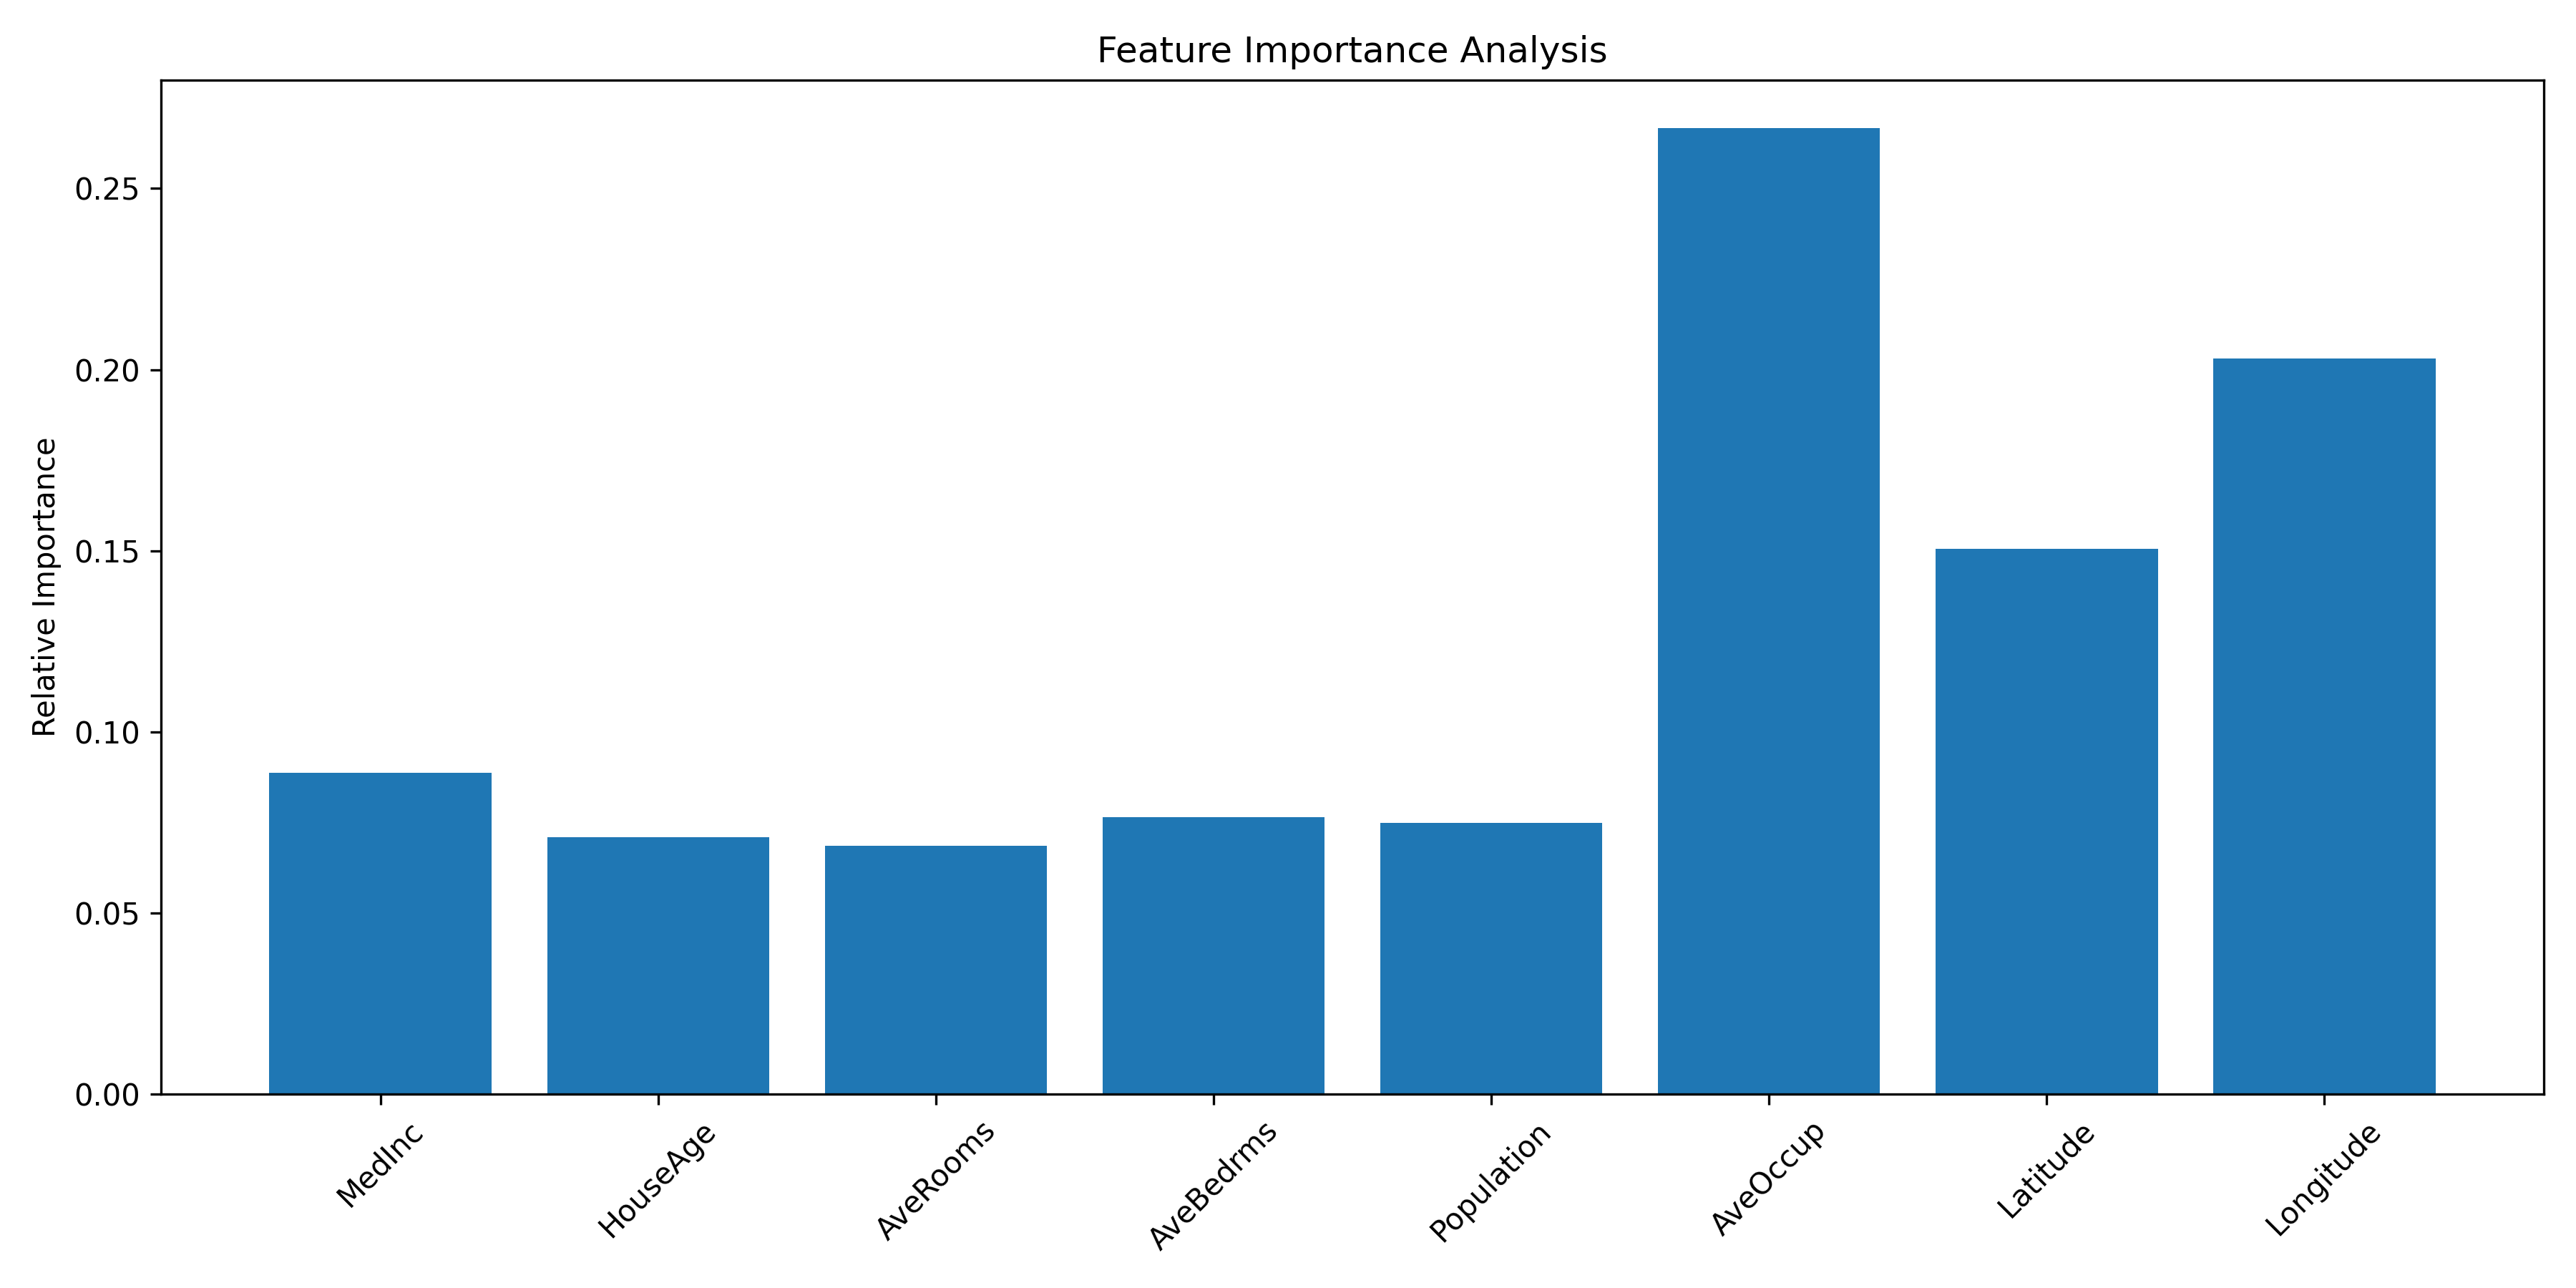 Feature Importance Analysis
Relative Importance
0.25
0.20
0.15
0.10
0.05
0.00
MedInc
HouseAge
AveRooms
AveBedrms
Population
AveOccup
Latitude
Longitude